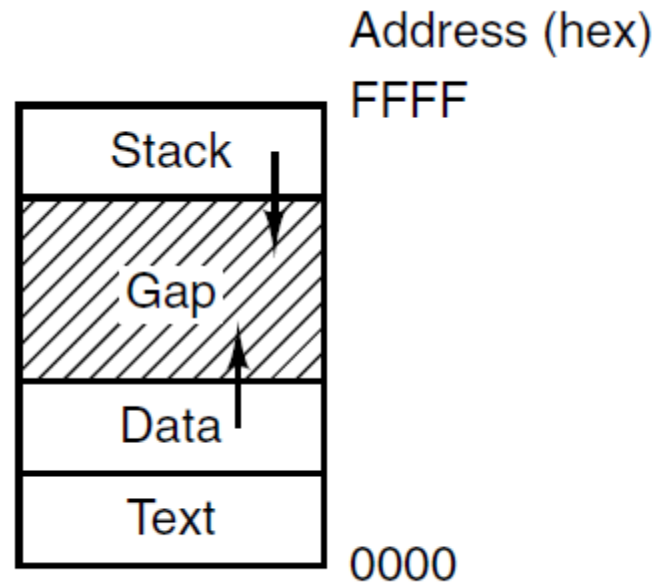 Address (hex)
FFFF
Stack
Gap
Data
Text
0000